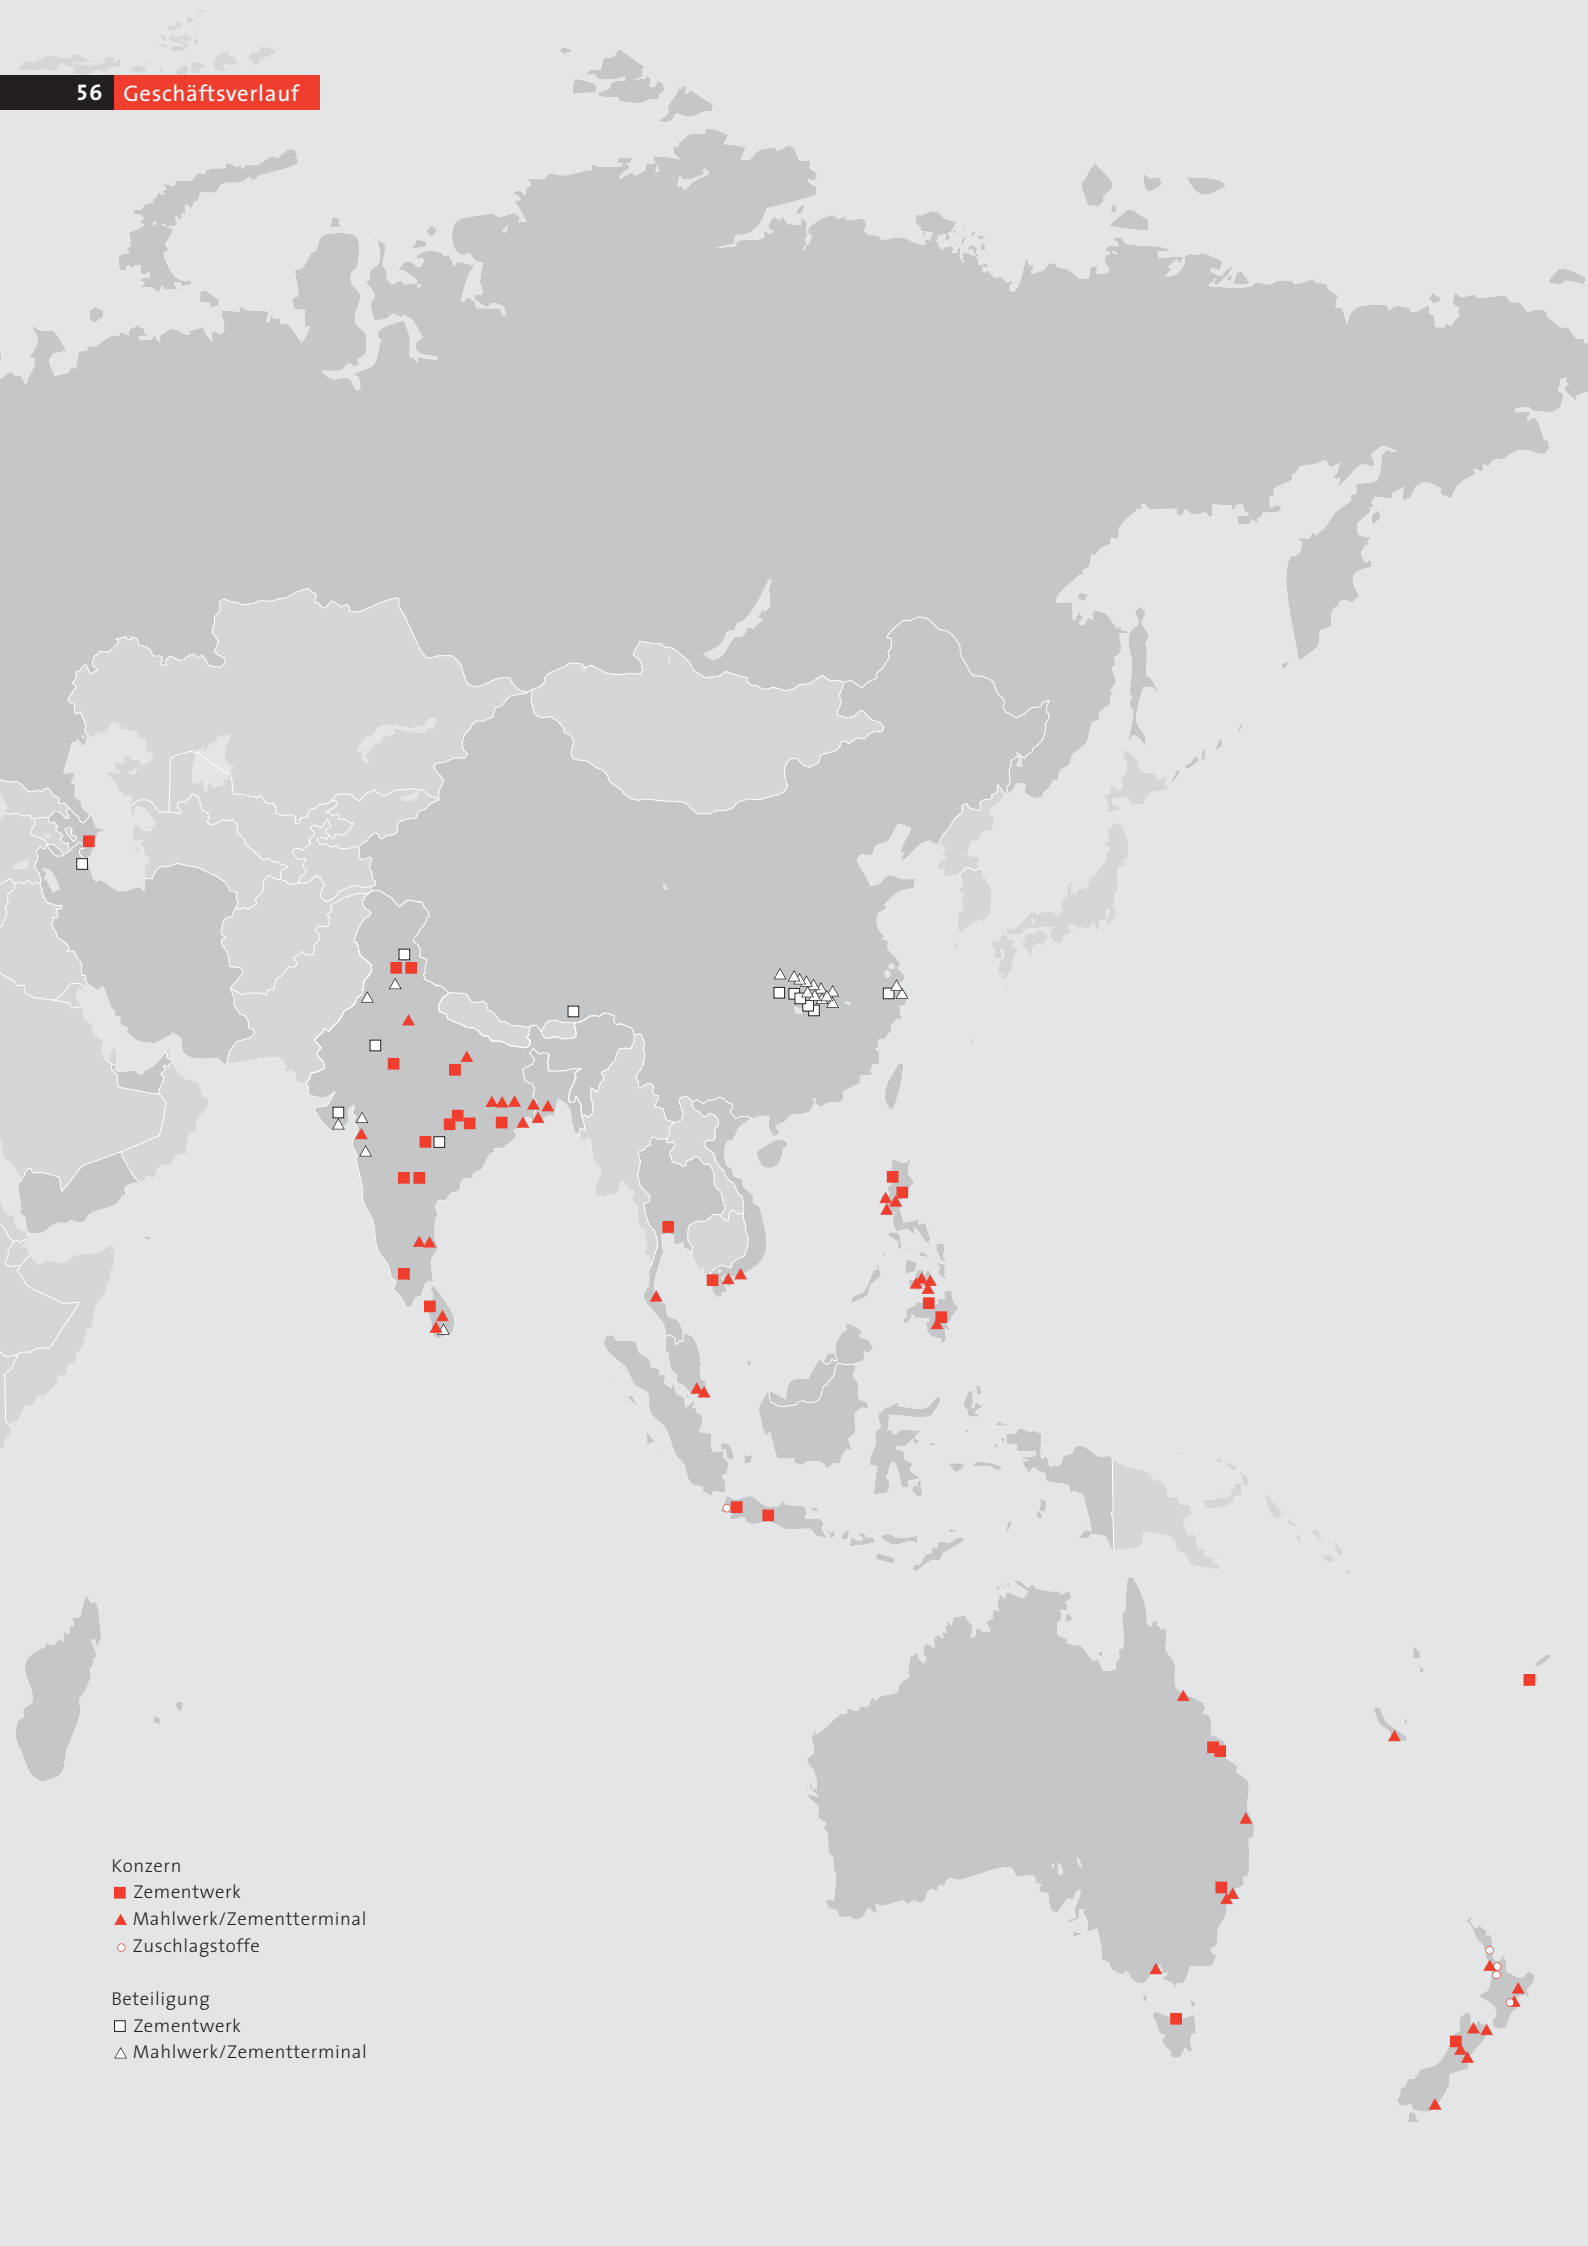 56 Geschäftsverlauf
Konzern
Zementwerk
Mahlwerk/Zementterminal
Zuschlagstoffe
Beteiligung
Zementwerk
Mahlwerk/Zementterminal